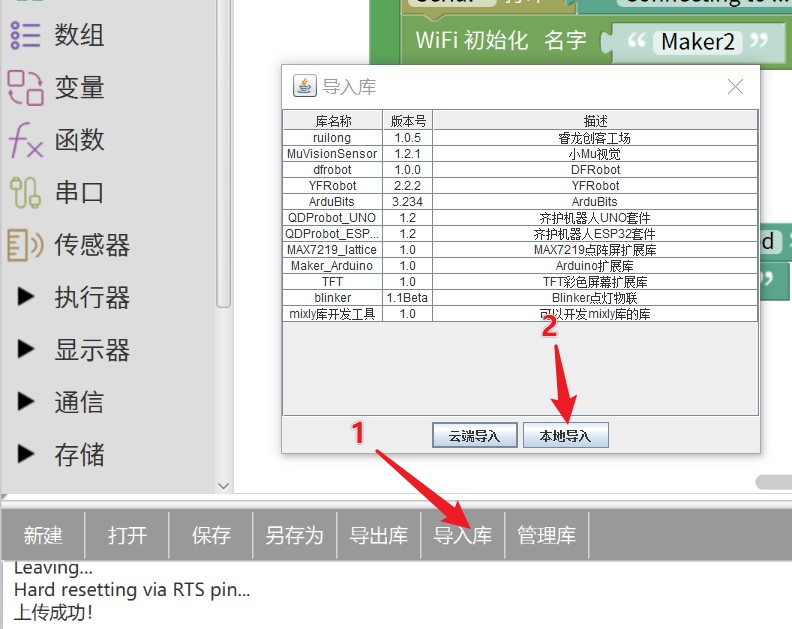 数组
变量
函数
串口
传感器
执行器
显示器
通信
存储
WiFi 初始化 名字 “ Maker2 ”
导入库
库名称 版本号 描述
ruilong 1.0.5 睿龙创客工场
MuVisionSensor 1.2.1 小Mu视觉
dfrobot 1.0.0 DFRobot
YFRobot 2.2.2 YFRobot
ArduBits 3.234 ArduBits
QDProbot_UNO 1.2 齐护机器人UNO套件
QDProbot_ESP... 1.2 齐护机器人ESP32套件
MAX7219_lattice 1.0 MAX7219点阵屏扩展库
Maker_Arduino 1.0 Arduino扩展库
TFT 1.0 TFT彩色屏幕扩展库
blinker 1.1Beta Blinker点灯物联
mixly库开发工具 1.0 可以开发mixly库的库
2
1
云端导入 本地导入
d
”
新建 打开 保存 另存为 导出库 导入库 管理库
Leaving...
Hard resetting via RTS pin...
上传成功!